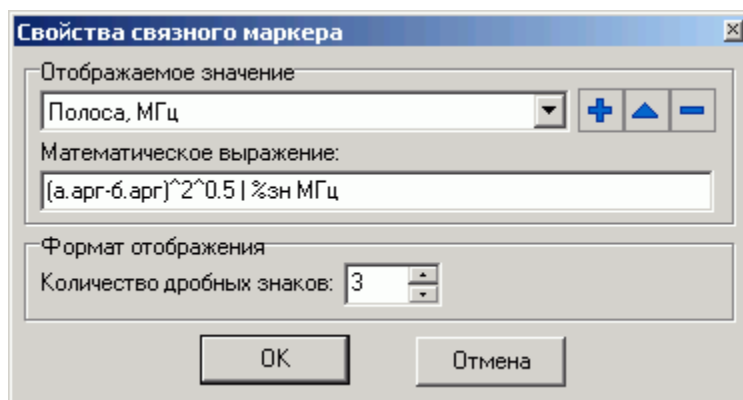 Свойства связного маркера
Отображаемое значение
Полоса, МГц
Математическое выражение:
(а.арг-б.арг)^2^0.5 | %зн МГц
Формат отображения
Количество дробных знаков: 3
OK Отмена